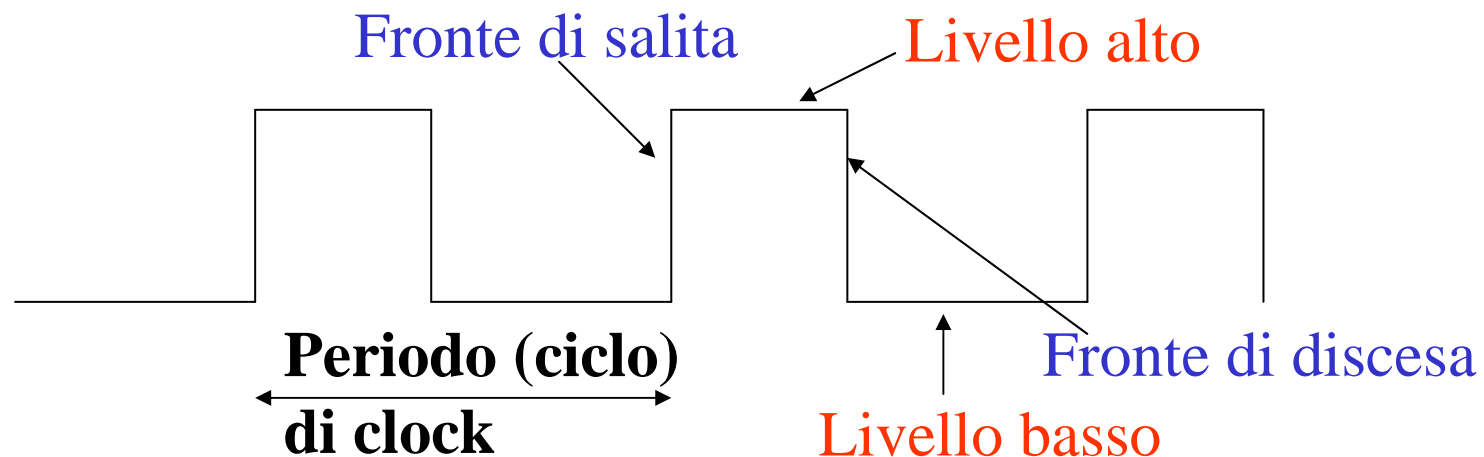 Fronte di salita
Livello alto
Periodo (ciclo)
di clock
Fronte di discesa
Livello basso